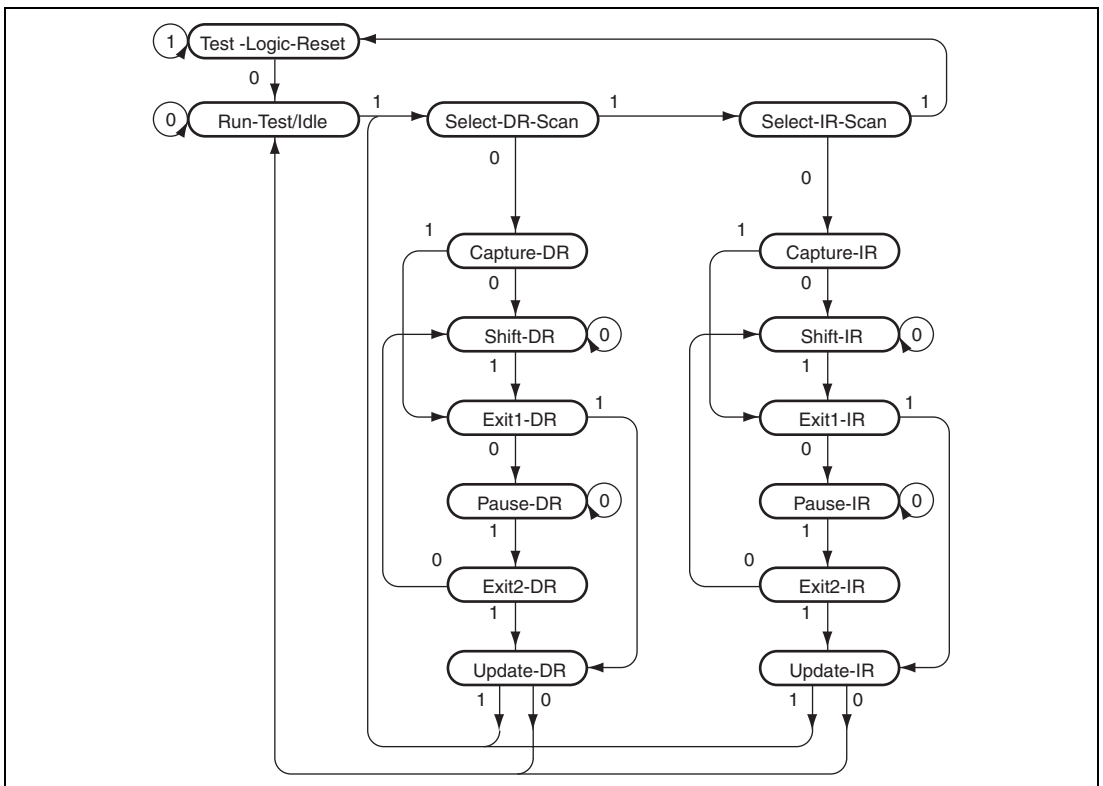 1 Test -Logic-Reset
0
0 Run-Test/Idle 1 Select-DR-Scan 1 Select-IR-Scan 1
0 0
1 Capture-DR 1 Capture-IR
0 0
Shift-DR 0 Shift-IR 0
1 1
Exit1-DR 1 Exit1-IR 1
0 0
Pause-DR 0 Pause-IR 0
1 1
0 Exit2-DR 0 Exit2-IR
1 1
Update-DR Update-IR
1 0 1 0